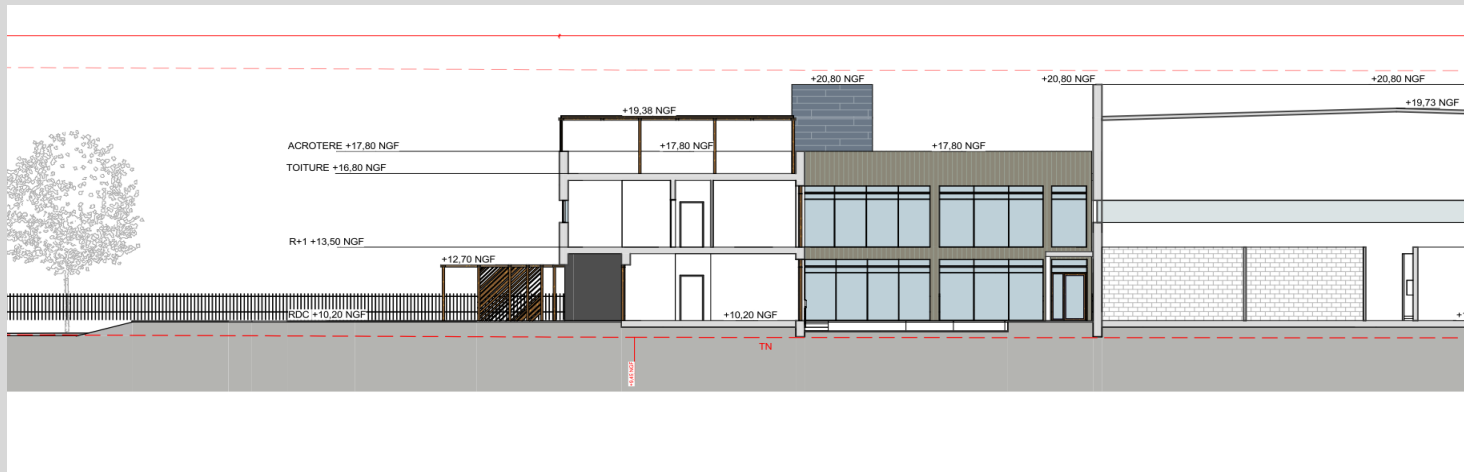 +20,80 NGF
+20,80 NGF
+20,80 NGF
+19,73 NGF
+19,38 NGF
ACROTERE +17,80 NGF
+17,80 NGF
+17,80 NGF
TOITURE +16,80 NGF
R+1 +13,50 NGF
+12,70 NGF
RDC +10,20 NGF
+10,20 NGF
TN